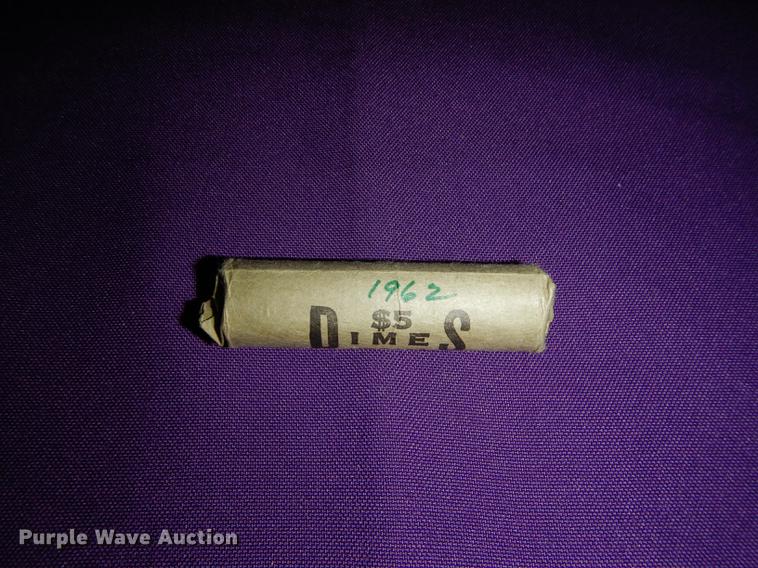 1962
$5
DIMES
Purple Wave Auction